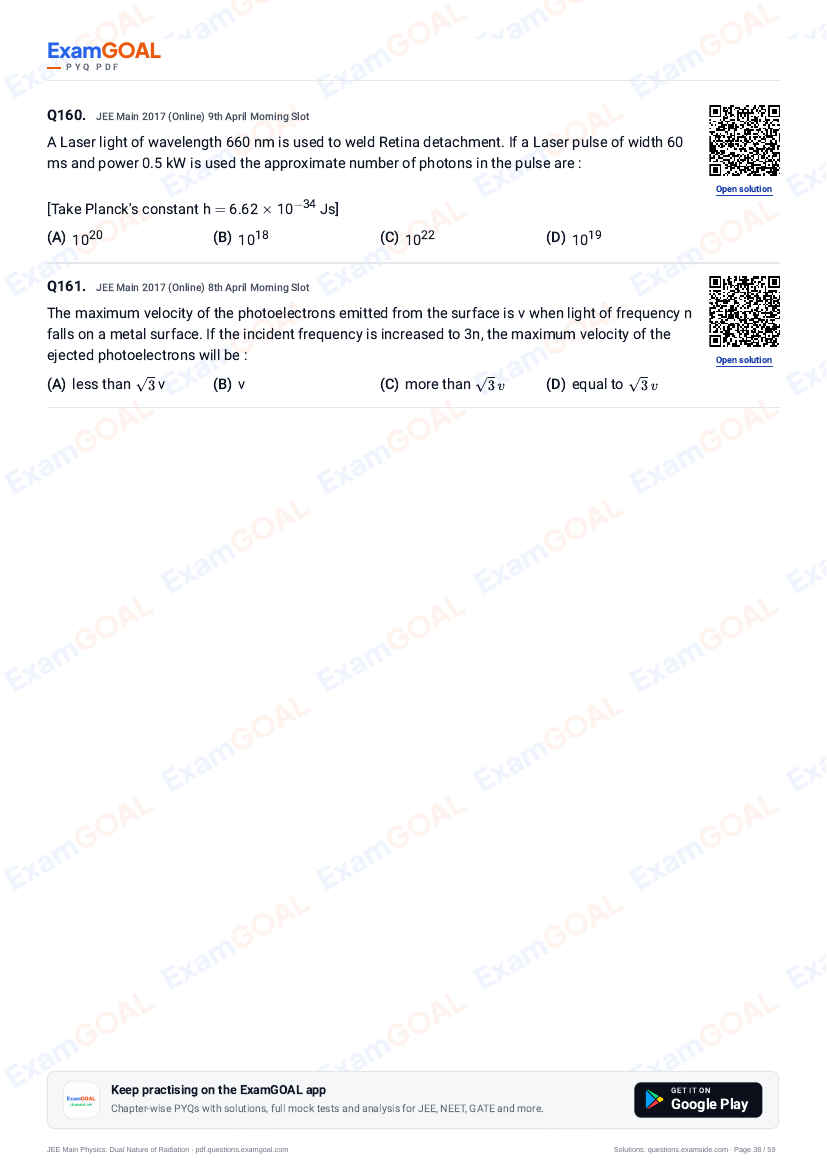 ExamGOAL
PYQ PDF
Q160. JEE Main 2017 (Online) 9th April Morning Slot
A Laser light of wavelength 660 nm is used to weld Retina detachment. If a Laser pulse of width 60
ms and power 0.5 kW is used the approximate number of photons in the pulse are :
Open solution
[Take Planck's constant h = 6.62 × 10⁻³⁴ Js]
(A) 10²⁰ (B) 10¹⁸ (C) 10²² (D) 10¹⁹
Q161. JEE Main 2017 (Online) 8th April Morning Slot
The maximum velocity of the photoelectrons emitted from the surface is v when light of frequency n
falls on a metal surface. If the incident frequency is increased to 3n, the maximum velocity of the
ejected photoelectrons will be :
Open solution
(A) less than √3 v (B) v (C) more than √3 v (D) equal to √3 v
Keep practising on the ExamGOAL app
Chapter-wise PYQs with solutions, full mock tests and analysis for JEE, NEET, GATE and more.
GET IT ON
Google Play
JEE Main Physics: Dual Nature of Radiation · pdf.questions.examgoal.com Solutions: questions.examside.com · Page 38 / 59